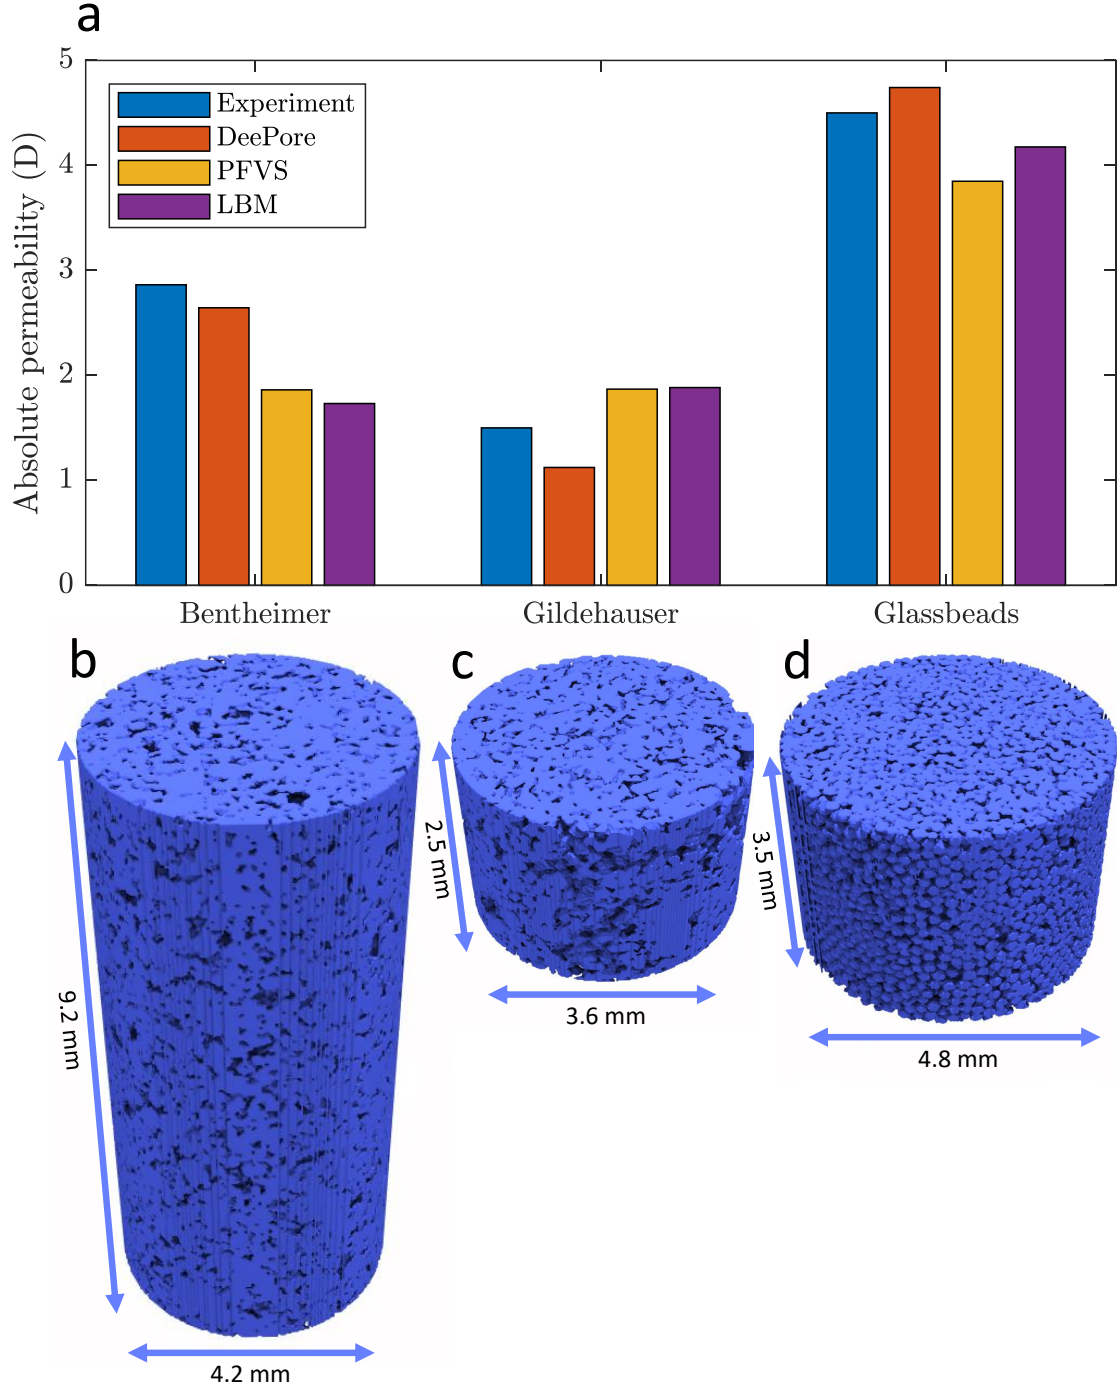 a
5
4
3
2
1
0
Absolute permeability (D)
Experiment
DeePore
PFVS
LBM
Bentheimer
Gildehauser
Glassbeads
b
9.2 mm
4.2 mm
c
2.5 mm
3.6 mm
d
3.5 mm
4.8 mm